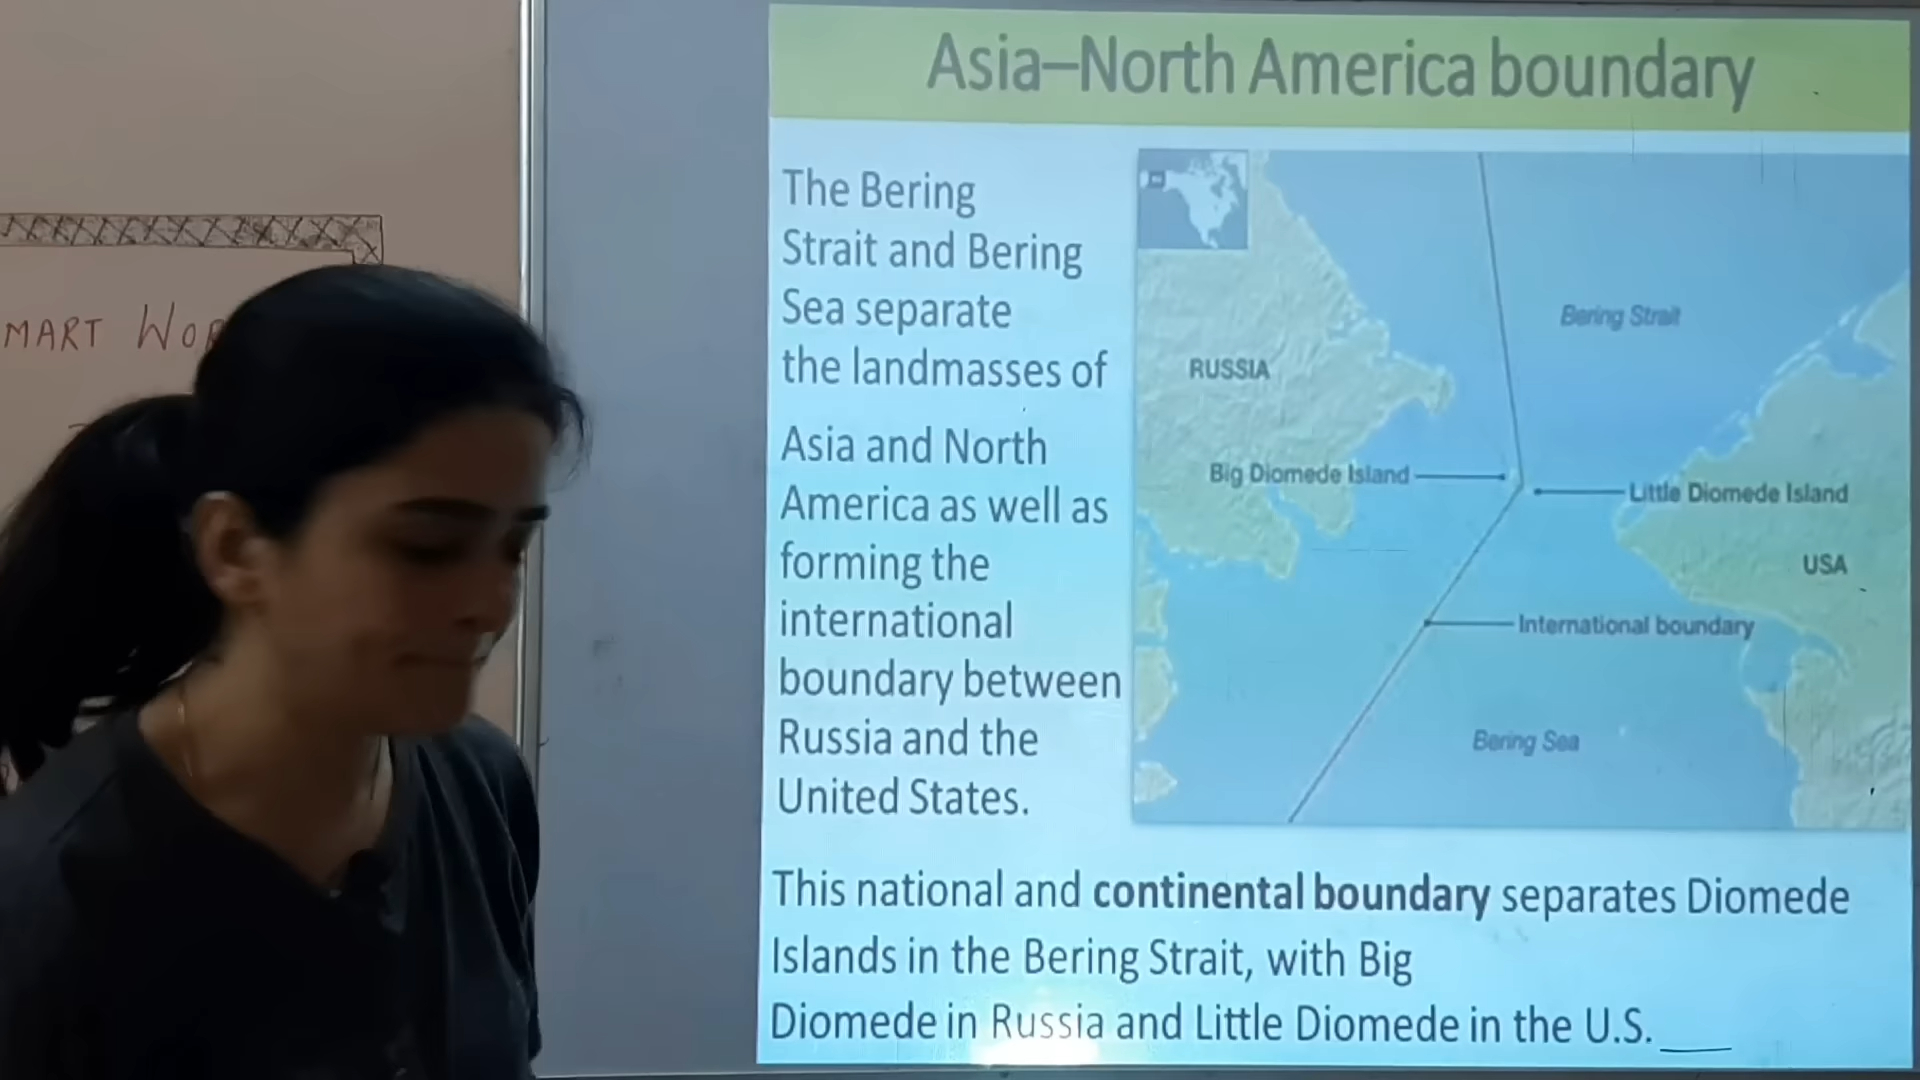 Asia–North America boundary
The Bering
Strait and Bering
Sea separate
the landmasses of
Asia and North
America as well as
forming the
international
boundary between
Russia and the
United States.
Bering Strait
RUSSIA
Big Diomede Island
Little Diomede Island
USA
International boundary
Bering Sea
This national and continental boundary separates Diomede
Islands in the Bering Strait, with Big
Diomede in Russia and Little Diomede in the U.S.
MART